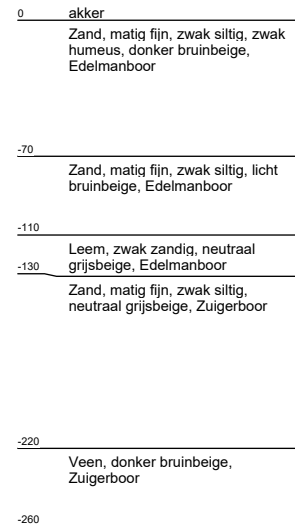 0 akker
Zand, matig fijn, zwak siltig, zwak
humeus, donker bruinbeige,
Edelmanboor
-70
Zand, matig fijn, zwak siltig, licht
bruinbeige, Edelmanboor
-110
Leem, zwak zandig, neutraal
grijsbeige, Edelmanboor
-130
Zand, matig fijn, zwak siltig,
neutraal grijsbeige, Zuigerboor
-220
Veen, donker bruinbeige,
Zuigerboor
-260